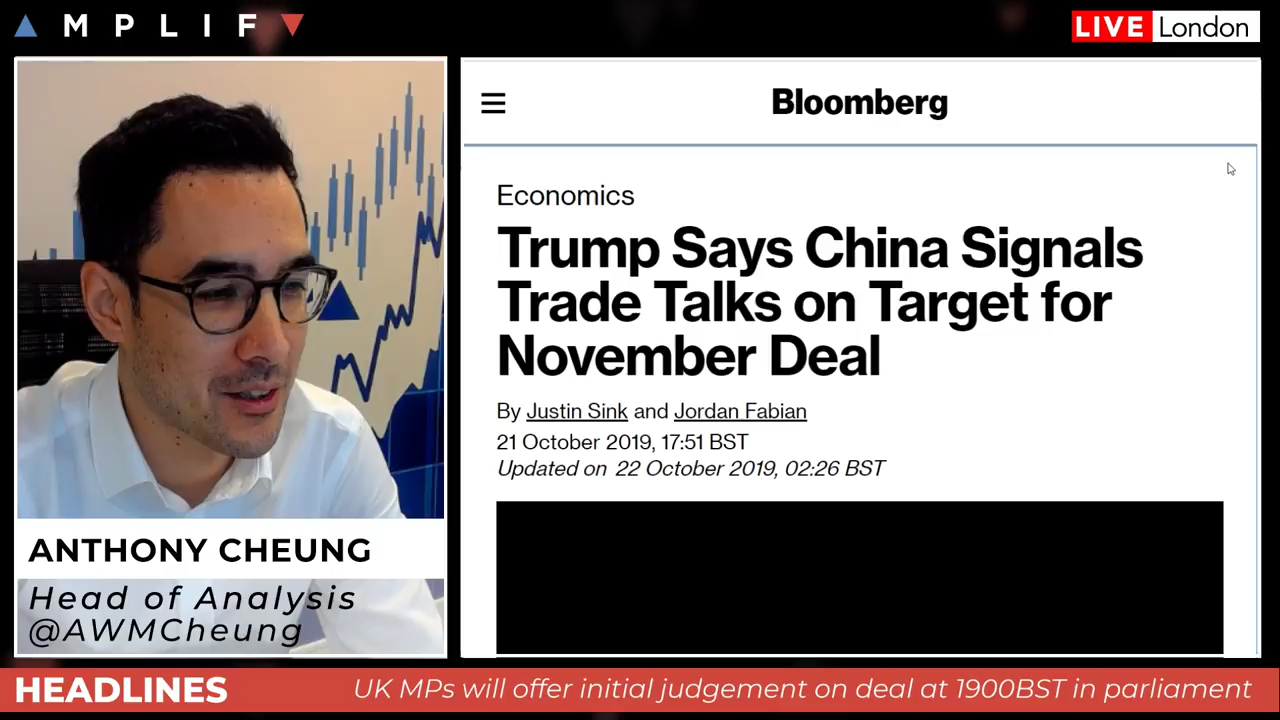 AMPLIFY
LIVE London
Bloomberg
Economics
Trump Says China Signals
Trade Talks on Target for
November Deal
By Justin Sink and Jordan Fabian
21 October 2019, 17:51 BST
Updated on 22 October 2019, 02:26 BST
ANTHONY CHEUNG
Head of Analysis
@AWMCheung
HEADLINES UK MPs will offer initial judgement on deal at 1900BST in parliament